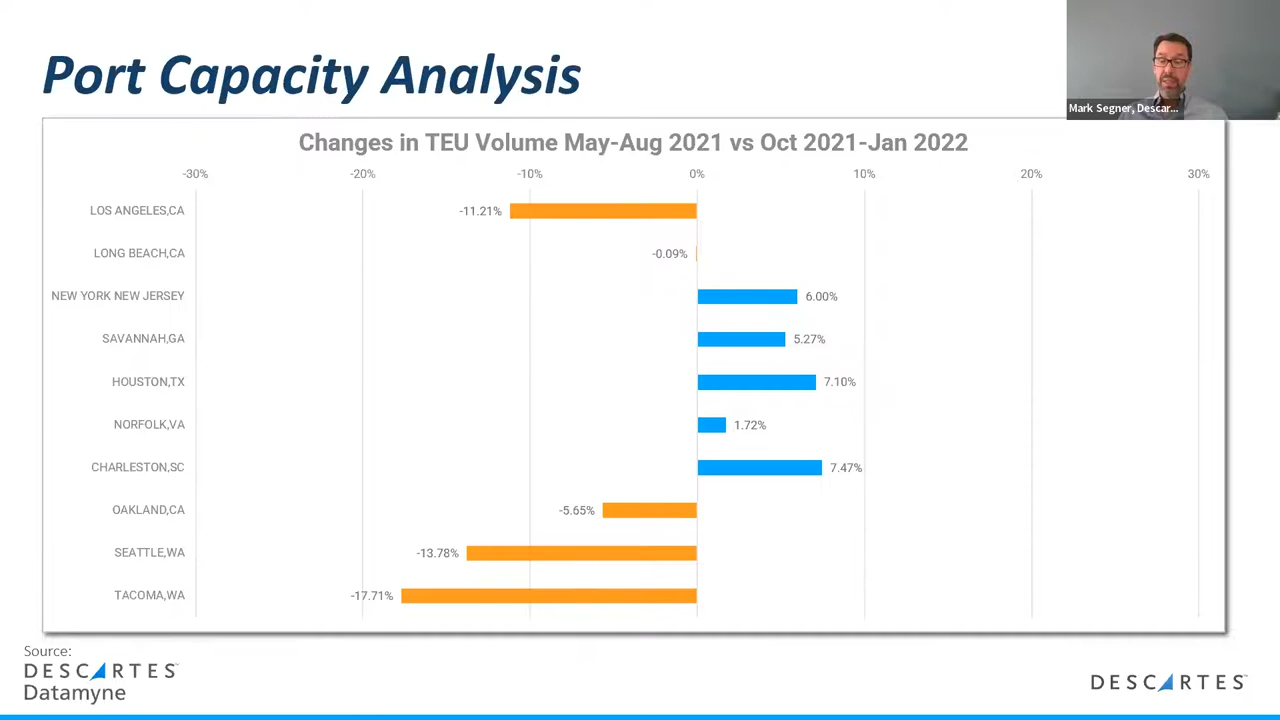 Port Capacity Analysis
Mark Segner, Descar...
Changes in TEU Volume May-Aug 2021 vs Oct 2021-Jan 2022
-30% -20% -10% 0% 10% 20% 30%
LOS ANGELES,CA -11.21%
LONG BEACH,CA -0.09%
NEW YORK NEW JERSEY 6.00%
SAVANNAH,GA 5.27%
HOUSTON,TX 7.10%
NORFOLK,VA 1.72%
CHARLESTON,SC 7.47%
OAKLAND,CA -5.65%
SEATTLE,WA -13.78%
TACOMA,WA -17.71%
Source:
DESCARTES™
Datamyne
DESCARTES™